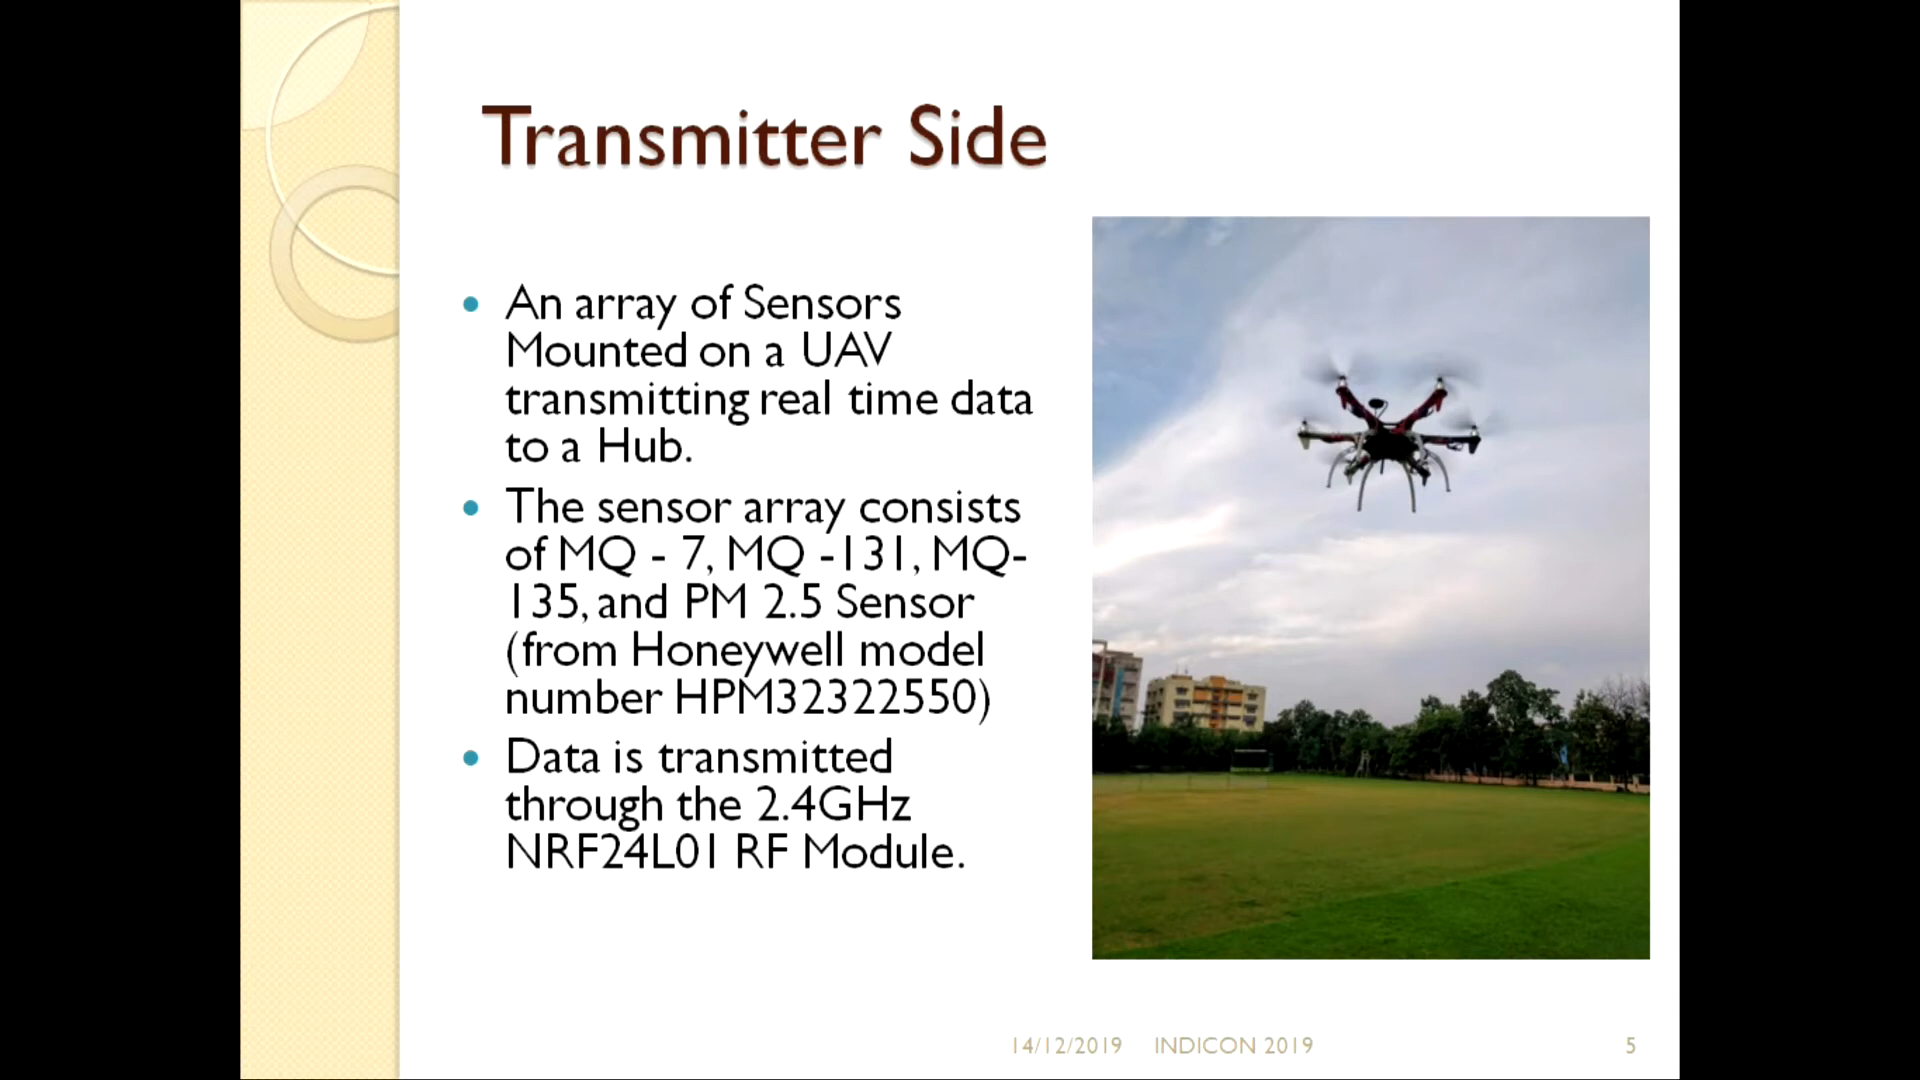 Transmitter Side
• An array of Sensors
Mounted on a UAV
transmitting real time data
to a Hub.
• The sensor array consists
of MQ - 7, MQ -131, MQ-
135, and PM 2.5 Sensor
(from Honeywell model
number HPM32322550)
• Data is transmitted
through the 2.4GHz
NRF24L01 RF Module.
14/12/2019 INDICON 2019 5